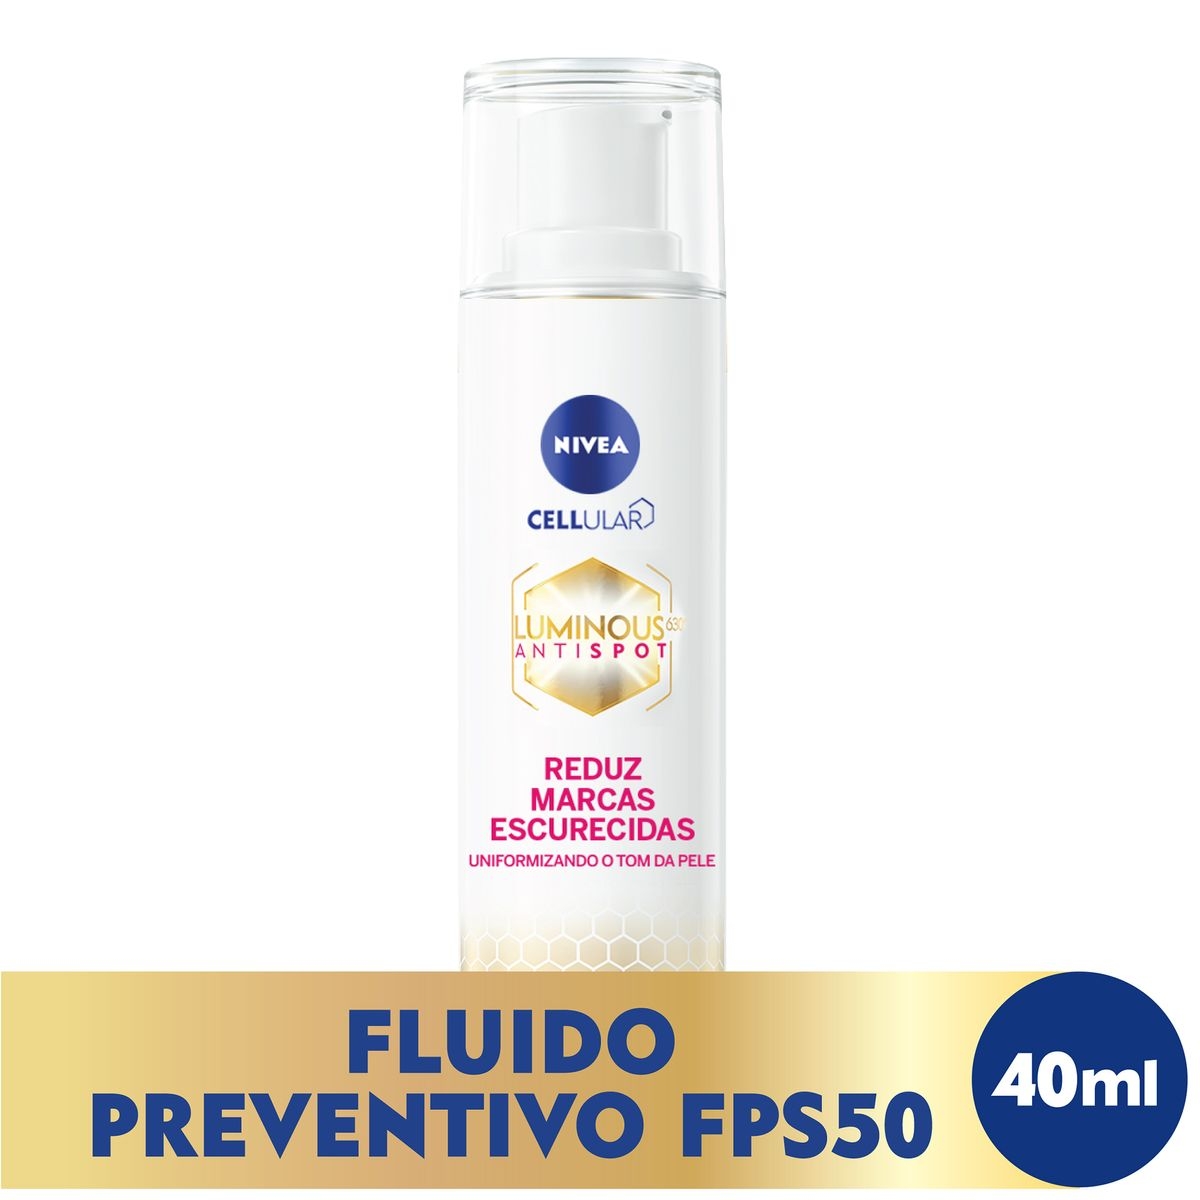 NIVEA
CELLULAR
LUMINOUS630
ANTISPOT
REDUZ
MARCAS
ESCURECIDAS
UNIFORMIZANDO O TOM DA PELE
FLUIDO
PREVENTIVO FPS50
40ml